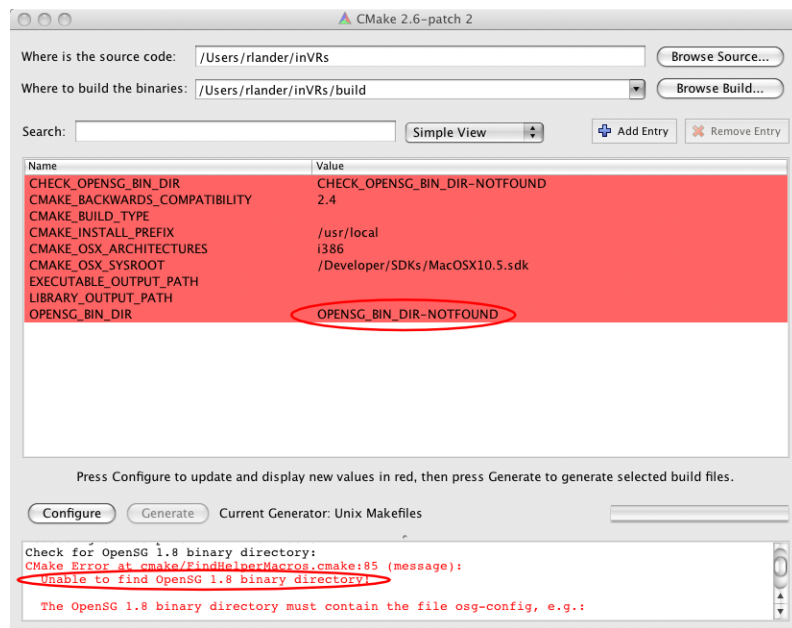 CMake 2.6-patch 2
Where is the source code: /Users/rlander/inVRs Browse Source...
Where to build the binaries: /Users/rlander/inVRs/build Browse Build...
Search: Simple View Add Entry Remove Entry
Name Value
CHECK_OPENSG_BIN_DIR CHECK_OPENSG_BIN_DIR-NOTFOUND
CMAKE_BACKWARDS_COMPATIBILITY 2.4
CMAKE_BUILD_TYPE
CMAKE_INSTALL_PREFIX /usr/local
CMAKE_OSX_ARCHITECTURES i386
CMAKE_OSX_SYSROOT /Developer/SDKs/MacOSX10.5.sdk
EXECUTABLE_OUTPUT_PATH
LIBRARY_OUTPUT_PATH
OPENSG_BIN_DIR OPENSG_BIN_DIR-NOTFOUND
Press Configure to update and display new values in red, then press Generate to generate selected build files.
Configure Generate Current Generator: Unix Makefiles
Check for OpenSG 1.8 binary directory:
CMake Error at cmake/FindHelperMacros.cmake:85 (message):
Unable to find OpenSG 1.8 binary directory!
The OpenSG 1.8 binary directory must contain the file osg-config, e.g.: